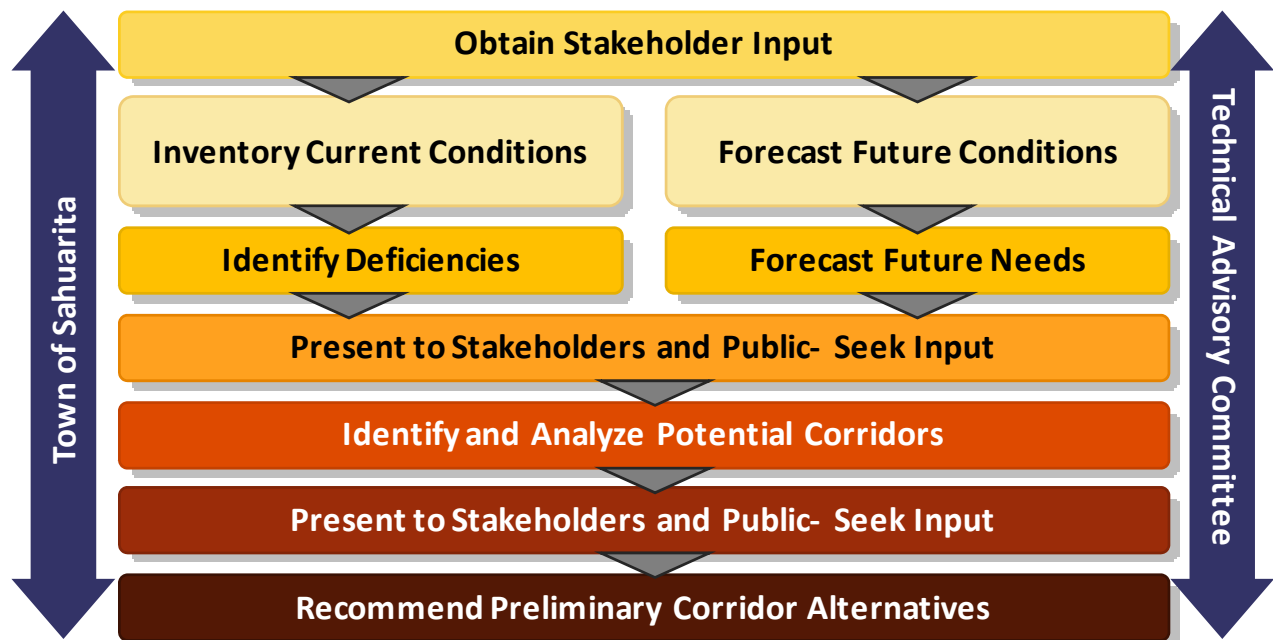 Obtain Stakeholder Input
Inventory Current Conditions
Forecast Future Conditions
Identify Deficiencies
Forecast Future Needs
Present to Stakeholders and Public- Seek Input
Identify and Analyze Potential Corridors
Present to Stakeholders and Public- Seek Input
Recommend Preliminary Corridor Alternatives
Town of Sahuarita
Technical Advisory Committee